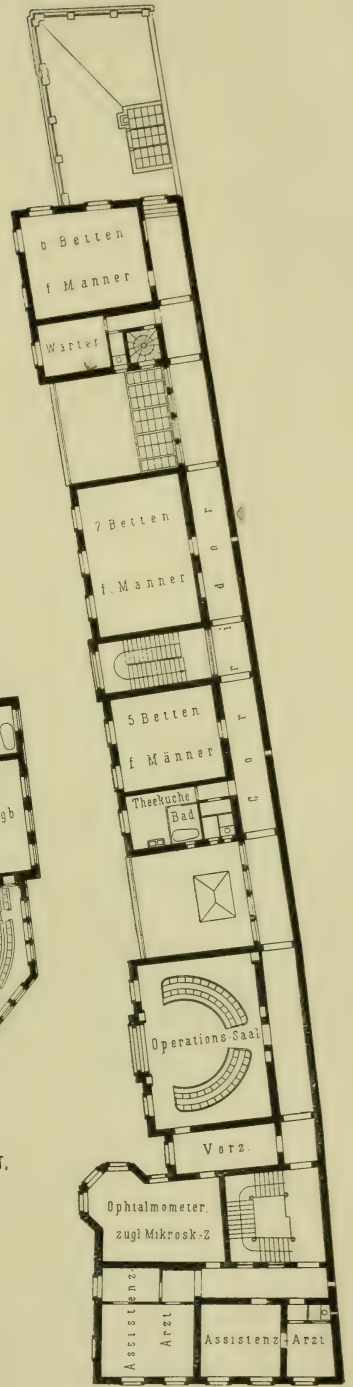 6 Betten
f Männer
Wärter
7 Betten
f. Männer
Corridor
5 Betten
f Männer
Theeküche
Bad
gb
Operations-Saal
Vorz.
T.
Ophtalmometer.
zugl Mikrosk.-Z
Assistenz-
Arzt
Assistenz-Arzt